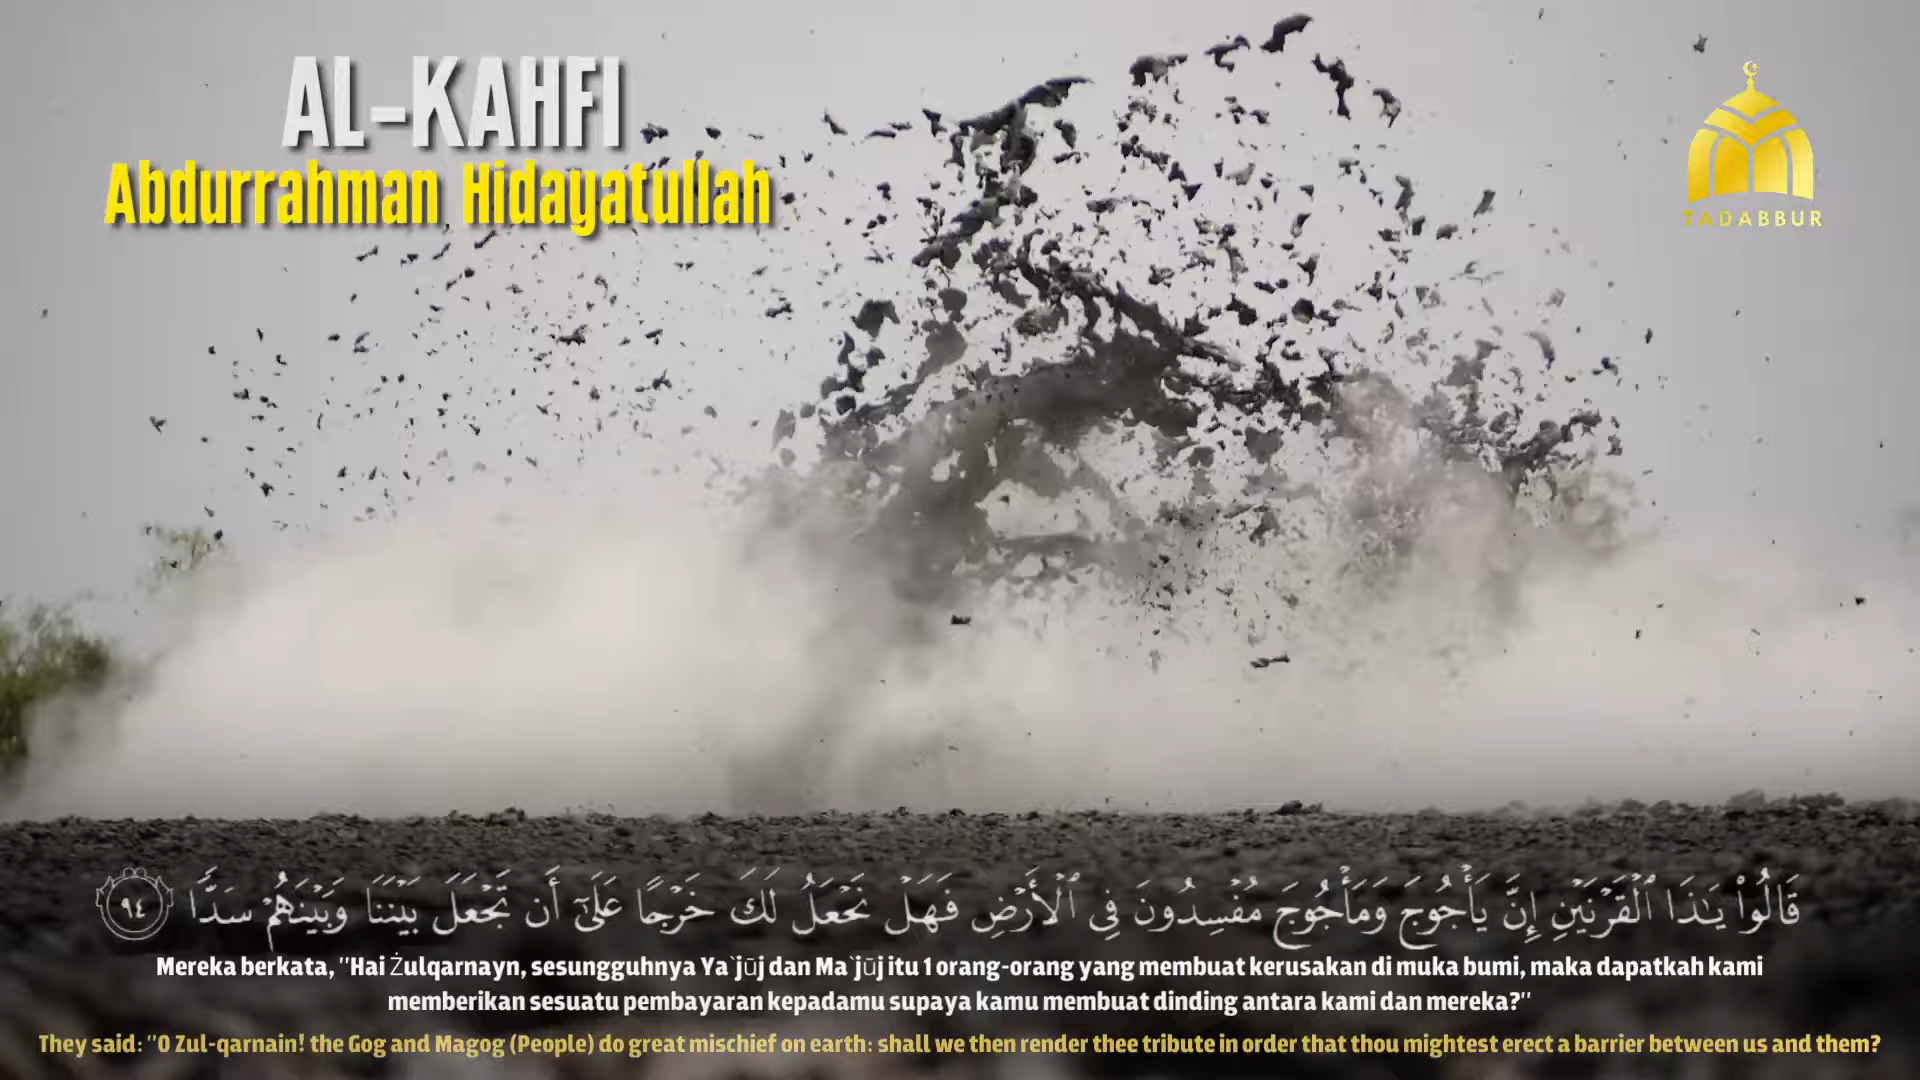 AL-KAHFI
Abdurrahman Hidayatullah
TADABBUR
قَالُوا۟ يَـٰذَا ٱلْقَرْنَيْنِ إِنَّ يَأْجُوجَ وَمَأْجُوجَ مُفْسِدُونَ فِى ٱلْأَرْضِ فَهَلْ نَجْعَلُ لَكَ خَرْجًا عَلَىٰٓ أَن تَجْعَلَ بَيْنَنَا وَبَيْنَهُمْ سَدًّا ٩٤
Mereka berkata, "Hai Żulqarnayn, sesungguhnya Ya`jūj dan Ma`jūj itu 1 orang-orang yang membuat kerusakan di muka bumi, maka dapatkah kami
memberikan sesuatu pembayaran kepadamu supaya kamu membuat dinding antara kami dan mereka?"
They said: "O Zul-qarnain! the Gog and Magog (People) do great mischief on earth: shall we then render thee tribute in order that thou mightest erect a barrier between us and them?